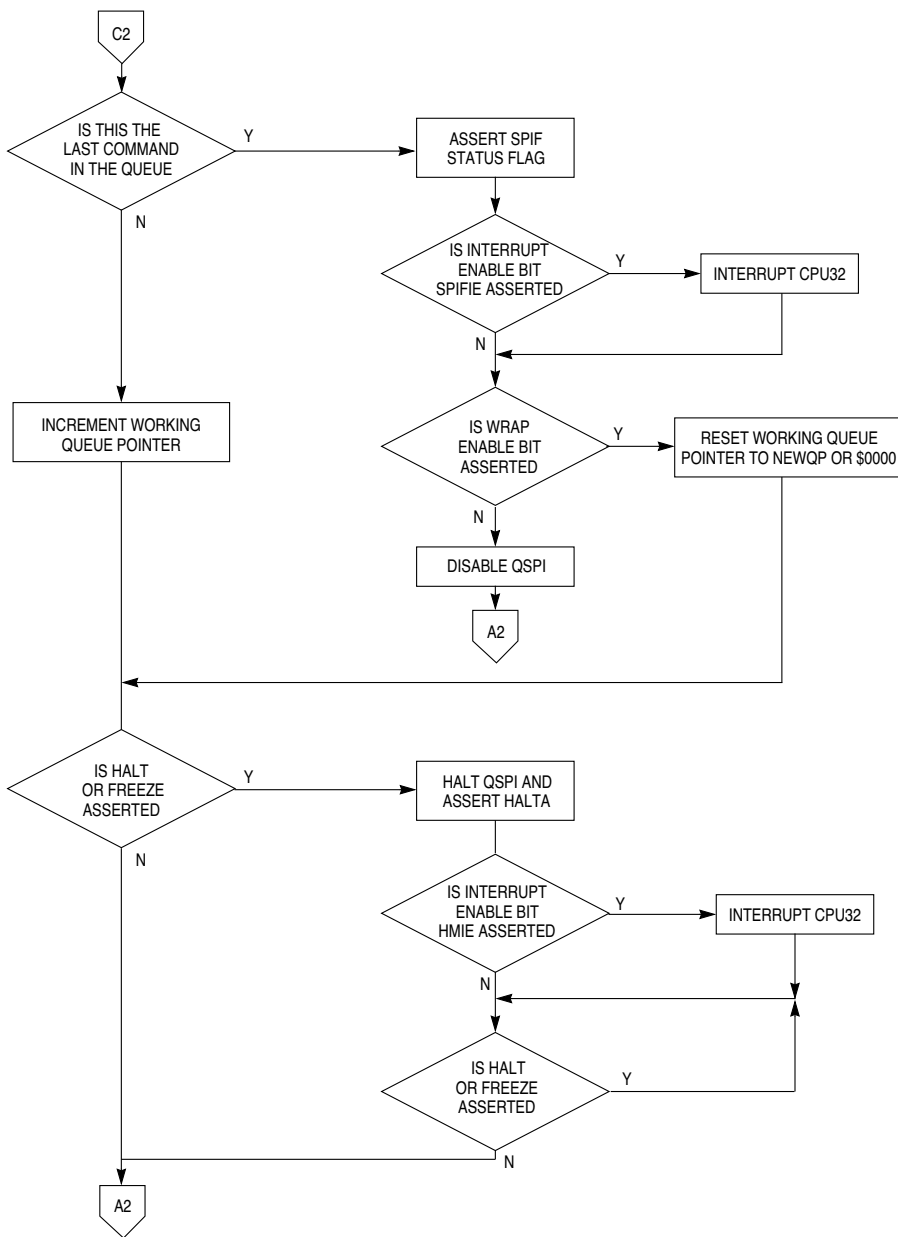 C2
IS THIS THE
LAST COMMAND
IN THE QUEUE
Y
N
ASSERT SPIF
STATUS FLAG
IS INTERRUPT
ENABLE BIT
SPIFIE ASSERTED
Y
N
INTERRUPT CPU32
INCREMENT WORKING
QUEUE POINTER
IS WRAP
ENABLE BIT
ASSERTED
Y
N
RESET WORKING QUEUE
POINTER TO NEWQP OR $0000
DISABLE QSPI
A2
IS HALT
OR FREEZE
ASSERTED
Y
N
HALT QSPI AND
ASSERT HALTA
IS INTERRUPT
ENABLE BIT
HMIE ASSERTED
Y
N
INTERRUPT CPU32
IS HALT
OR FREEZE
ASSERTED
Y
N
A2